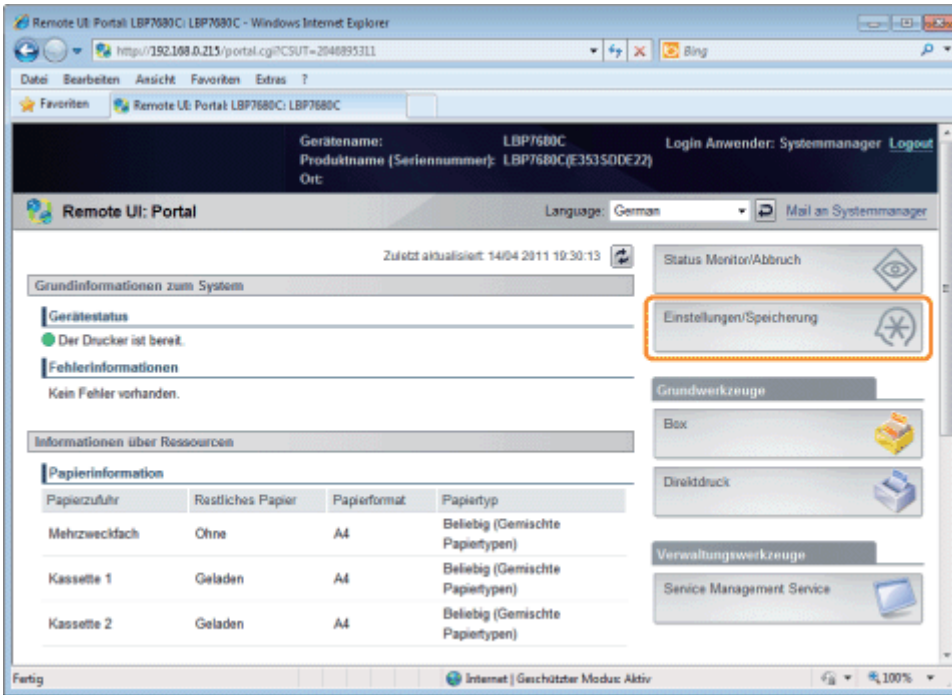 Remote UI: Portal: LBP7680C: LBP7680C - Windows Internet Explorer
http://192.168.0.215/portal.cgi?CSUT=2046895311
Bing
Datei Bearbeiten Ansicht Favoriten Extras ?
Favoriten Remote UI: Portal: LBP7680C: LBP7680C
Gerätename: LBP7680C
Login Anwender: Systemmanager Logout
Produktname (Seriennummer): LBP7680C(E353SDDE22)
Ort:
Remote UI: Portal
Language: German Mail an Systemmanager
Zuletzt aktualisiert: 14/04 2011 19:30:13
Grundinformationen zum System
Gerätestatus
Der Drucker ist bereit.
Fehlerinformationen
Kein Fehler vorhanden.
Informationen über Ressourcen
Papierinformation
Papierzufuhr Restliches Papier Papierformat Papiertyp
Mehrzweckfach Ohne A4 Beliebig (Gemischte
Papiertypen)
Kassette 1 Geladen A4 Beliebig (Gemischte
Papiertypen)
Kassette 2 Geladen A4 Beliebig (Gemischte
Papiertypen)
Status Monitor/Abbruch
Einstellungen/Speicherung
Grundwerkzeuge
Box
Direktdruck
Verwaltungswerkzeuge
Service Management Service
Fertig Internet | Geschützter Modus: Aktiv 100%